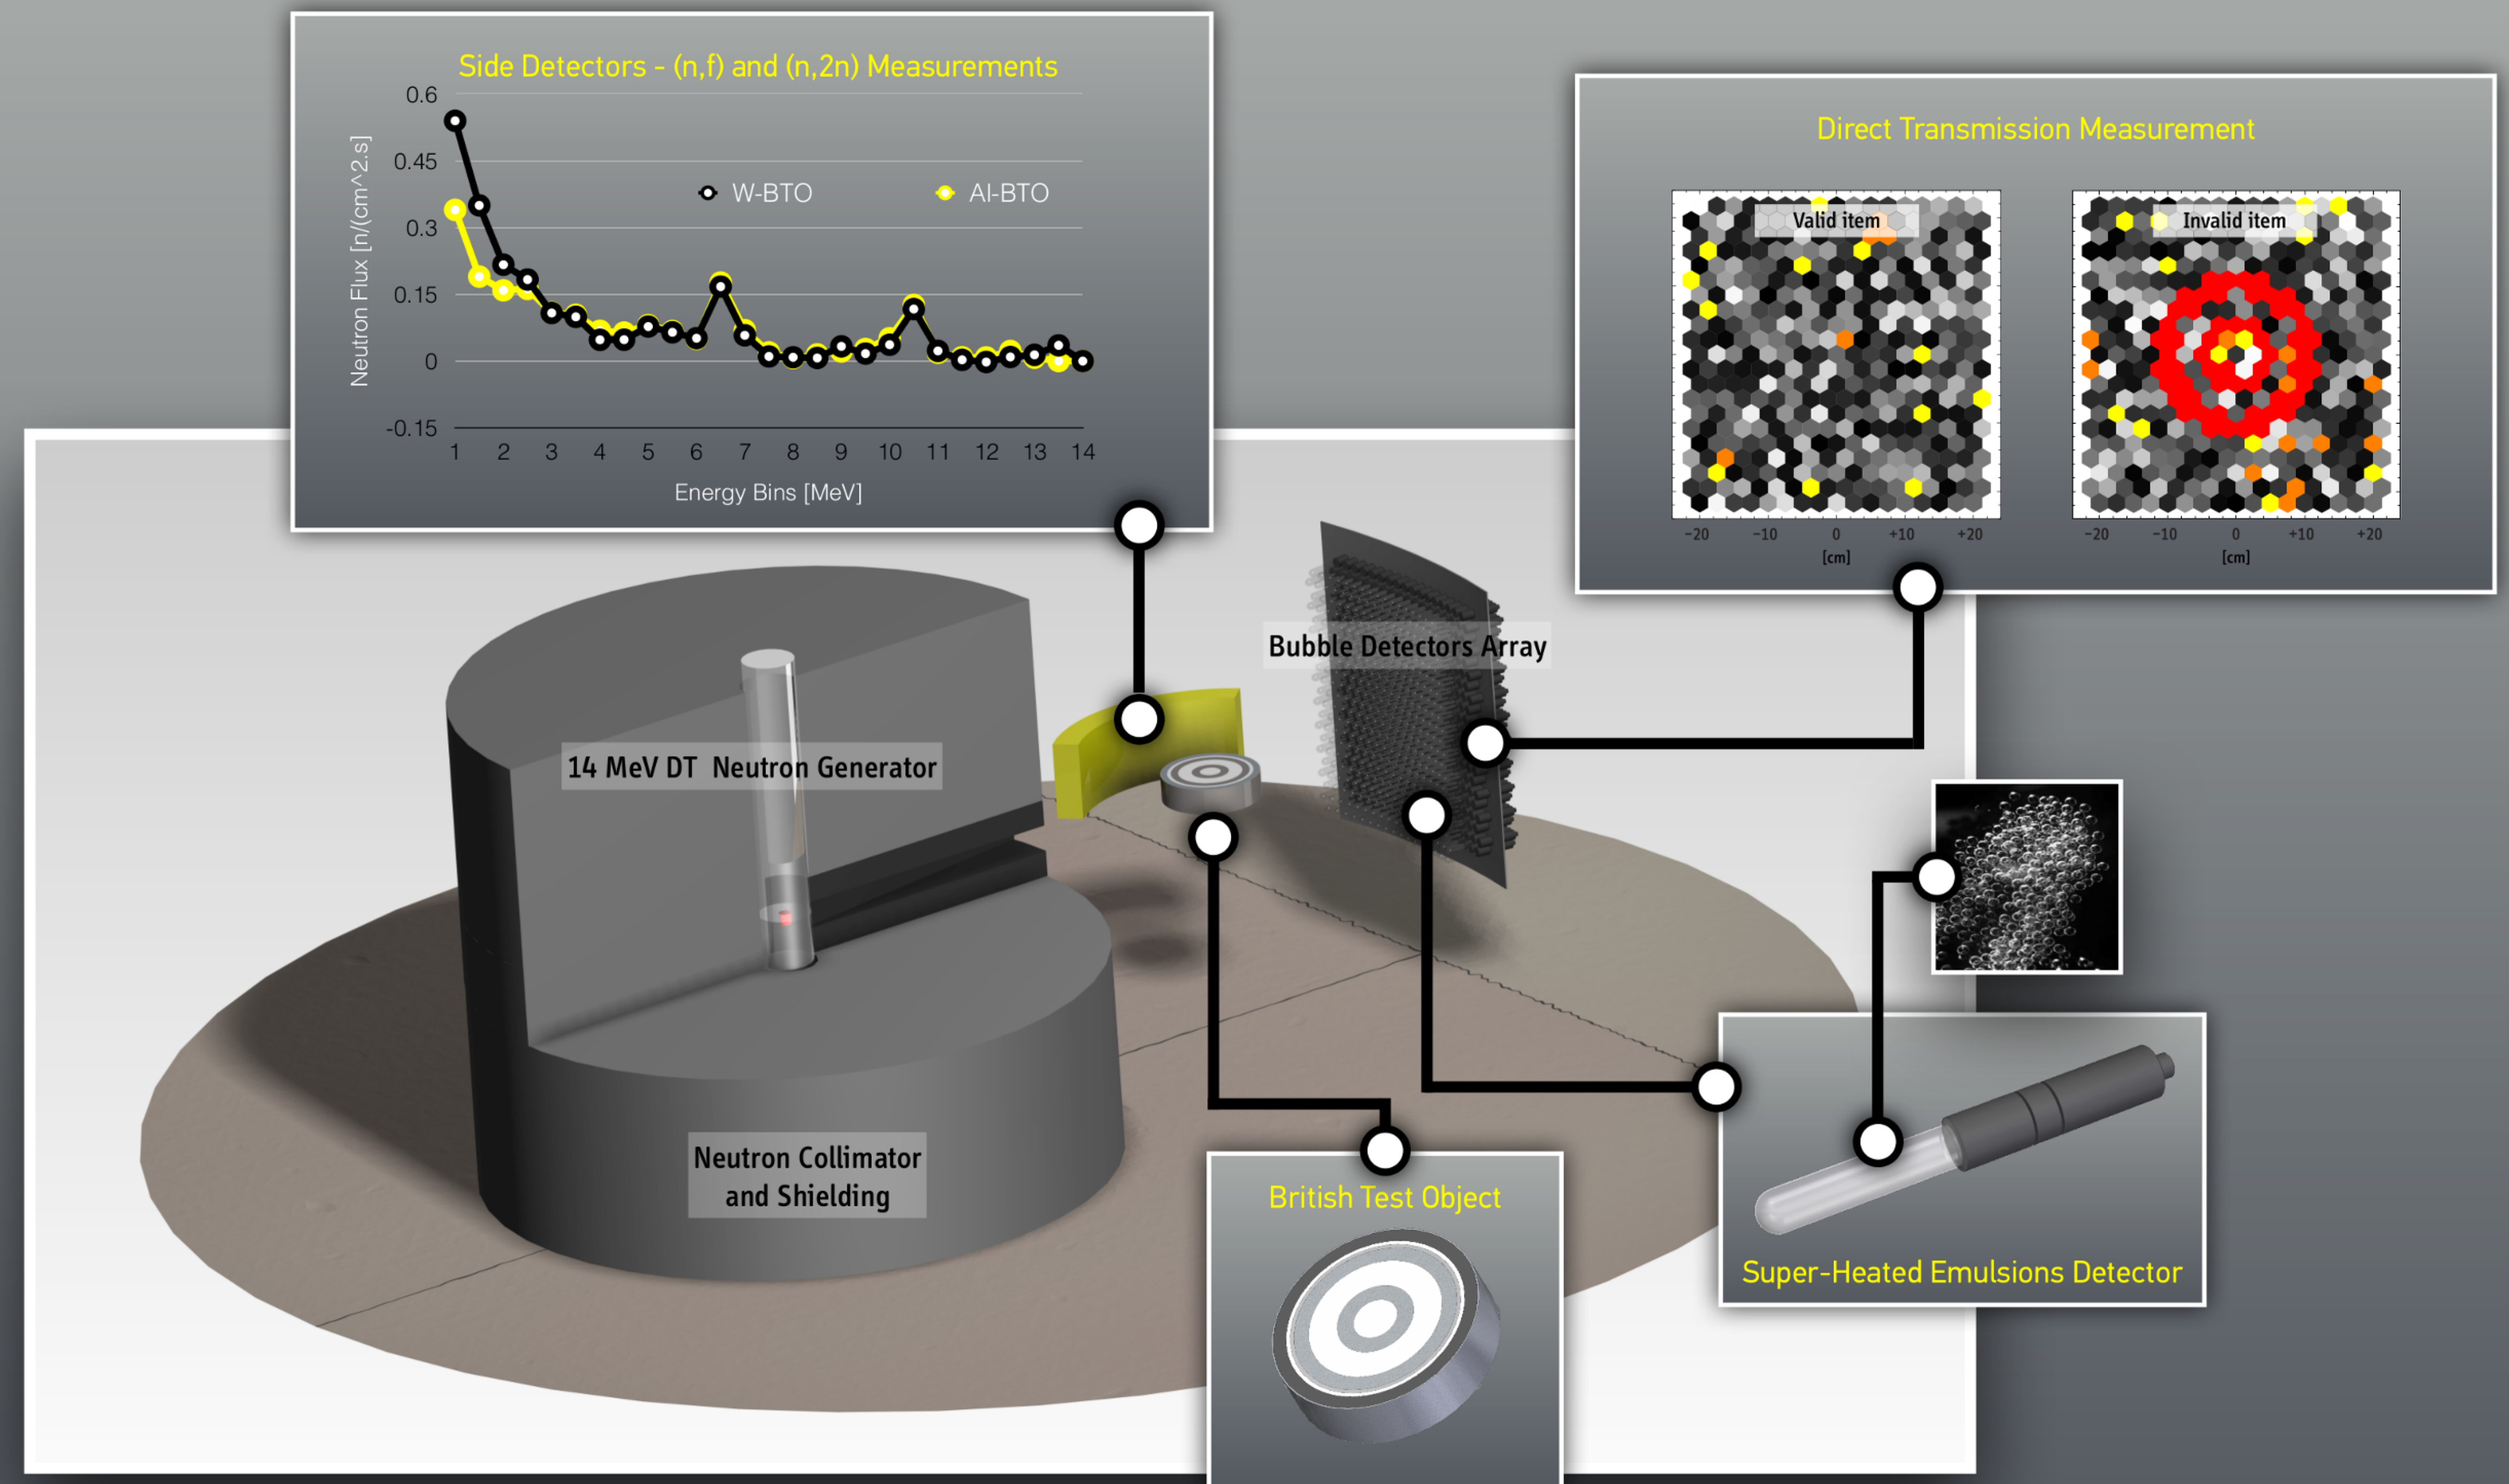 Side Detectors - (n,f) and (n,2n) Measurements
0.6
0.45
0.3
0.15
0
-0.15
Neutron Flux [n/(cm^2.s]
W-BTO
Al-BTO
1 2 3 4 5 6 7 8 9 10 11 12 13 14
Energy Bins [MeV]
Direct Transmission Measurement
Valid item
Invalid item
−20 −10 0 +10 +20
[cm]
−20 −10 0 +10 +20
[cm]
Bubble Detectors Array
14 MeV DT Neutron Generator
Neutron Collimator
and Shielding
British Test Object
Super-Heated Emulsions Detector